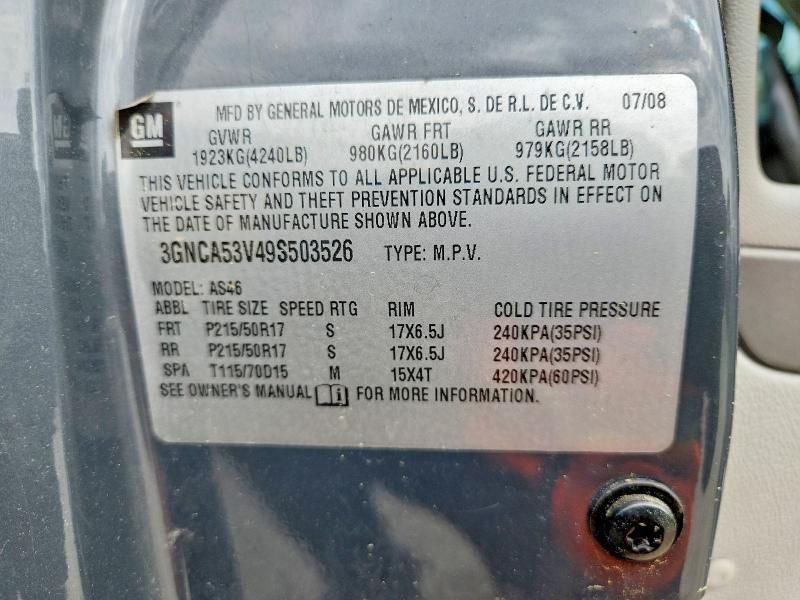 GM MFD BY GENERAL MOTORS DE MEXICO, S. DE R.L. DE C.V. 07/08
GVWR GAWR FRT GAWR RR
1923KG(4240LB) 980KG(2160LB) 979KG(2158LB)
THIS VEHICLE CONFORMS TO ALL APPLICABLE U.S. FEDERAL MOTOR
VEHICLE SAFETY AND THEFT PREVENTION STANDARDS IN EFFECT ON
THE DATE OF MANUFACTURE SHOWN ABOVE.
3GNCA53V49S503526 TYPE: M.P.V.
MODEL: AS46
ABBL TIRE SIZE SPEED RTG RIM COLD TIRE PRESSURE
FRT P215/50R17 S 17X6.5J 240KPA(35PSI)
RR P215/50R17 S 17X6.5J 240KPA(35PSI)
SPA T115/70D15 M 15X4T 420KPA(60PSI)
SEE OWNER'S MANUAL i FOR MORE INFORMATION.